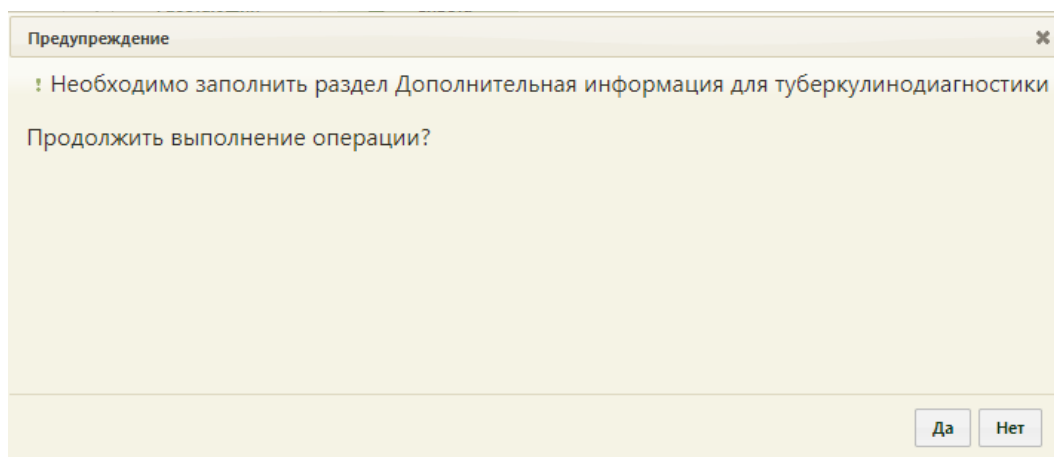 Предупреждение
! Необходимо заполнить раздел Дополнительная информация для туберкулинодиагностики
Продолжить выполнение операции?
Да Нет